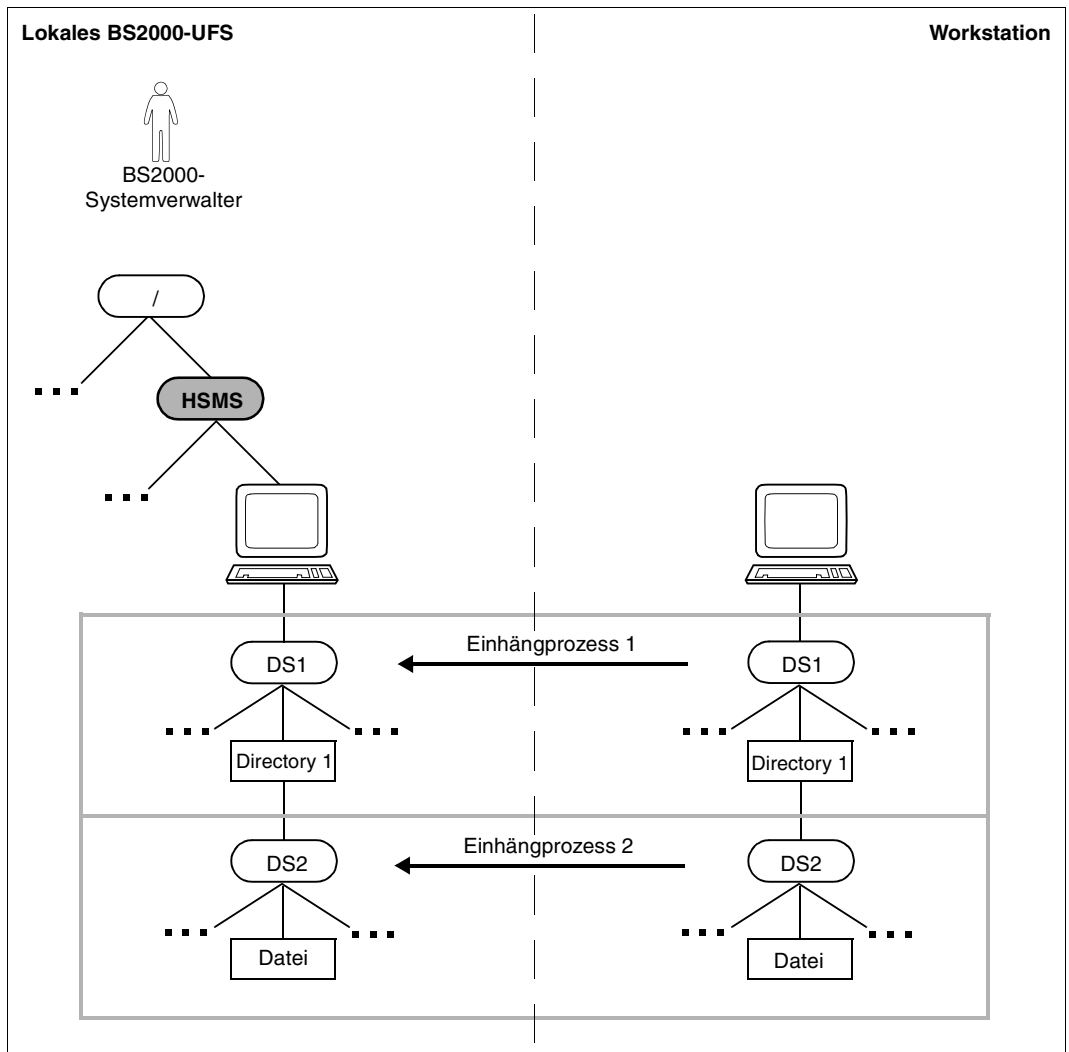 Lokales BS2000-UFS
Workstation
BS2000-
Systemverwalter
/
...
HSMS
...
Einhängprozess 1
DS1
DS1
...
...
...
...
Directory 1
Directory 1
Einhängprozess 2
DS2
DS2
...
...
...
...
Datei
Datei